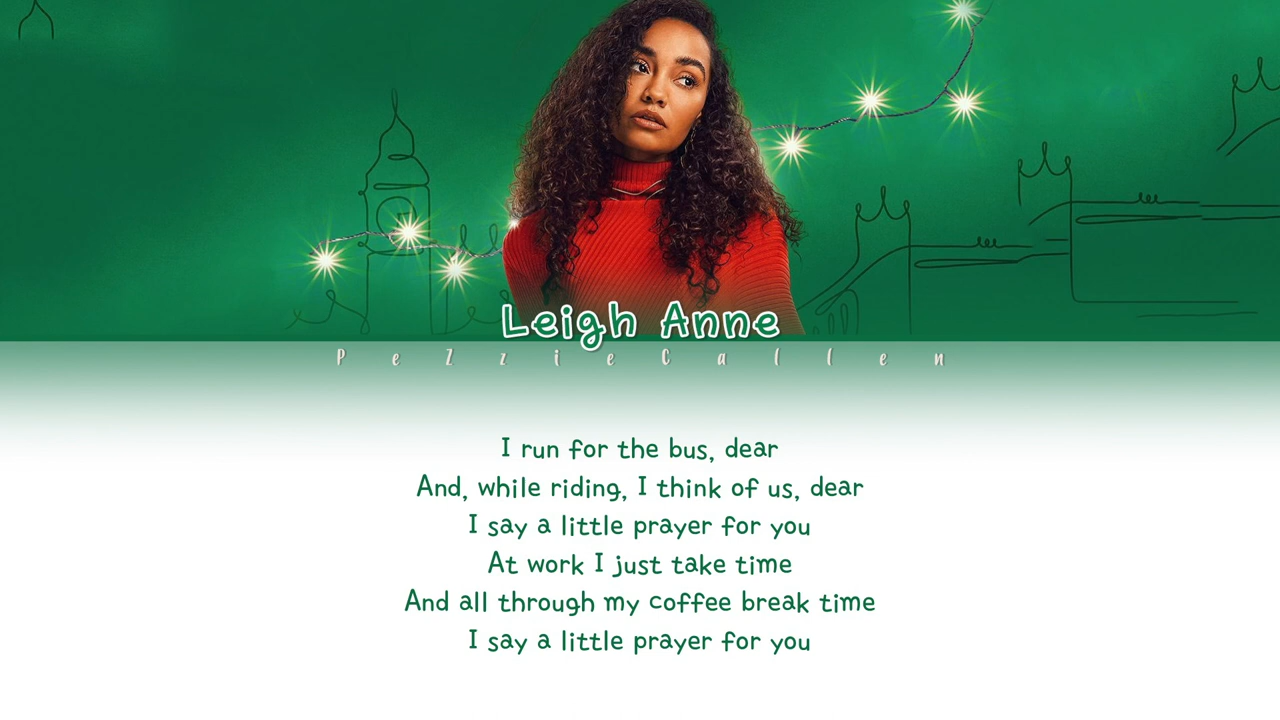 Leigh Anne
PeZzieCallen
I run for the bus, dear
And, while riding, I think of us, dear
I say a little prayer for you
At work I just take time
And all through my coffee break time
I say a little prayer for you